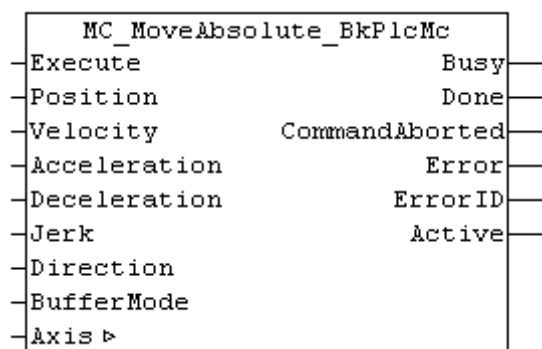 MC_MoveAbsolute_BkPlcMc
Execute Busy
Position Done
Velocity CommandAborted
Acceleration Error
Deceleration ErrorID
Jerk Active
Direction
BufferMode
Axis ▷